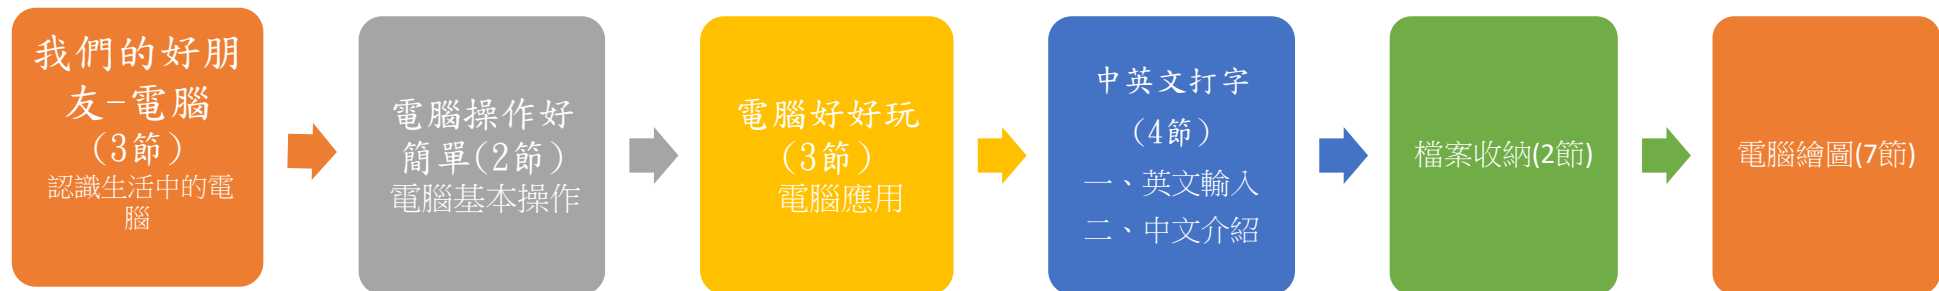 我們的好朋
友-電腦
(3節)
認識生活中的電
腦
電腦操作好
簡單(2節)
電腦基本操作
電腦好好玩
(3節)
電腦應用
中英文打字
(4節)
一、英文輸入
二、中文介紹
檔案收納(2節)
電腦繪圖(7節)